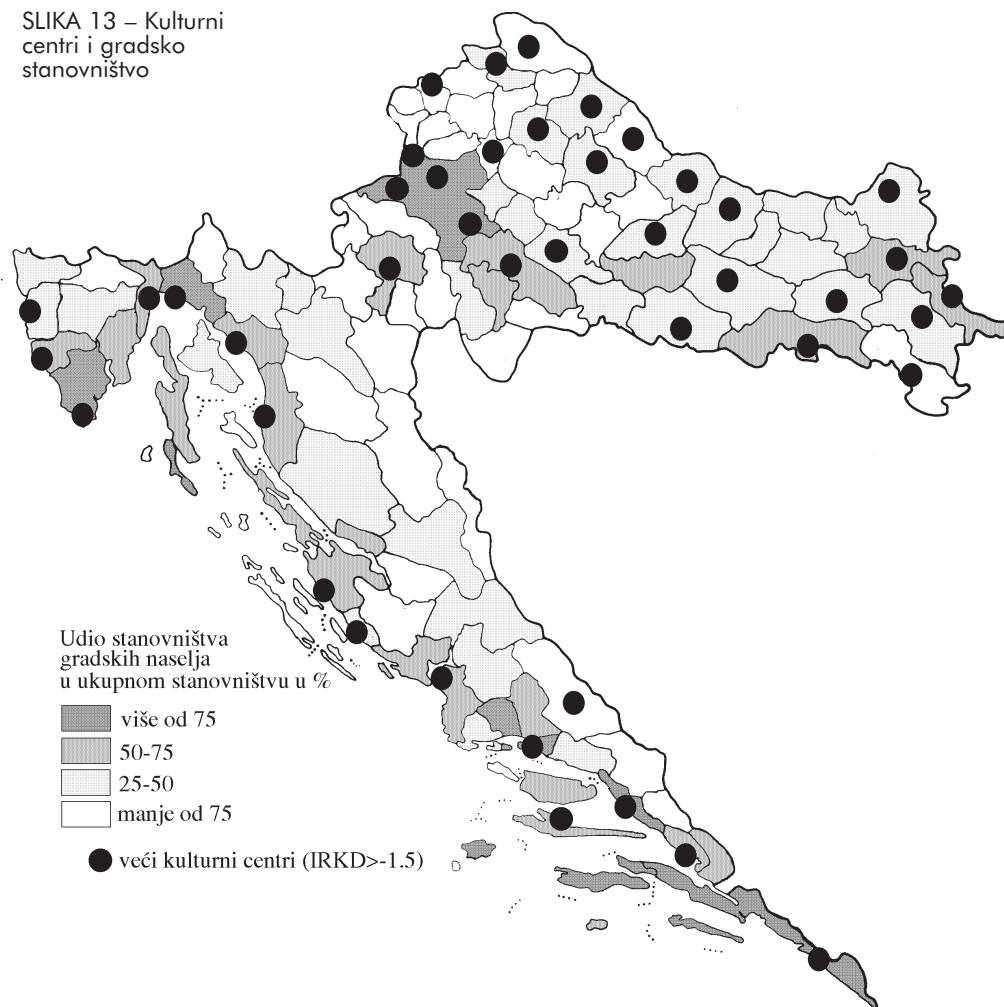 SLIKA 13 – Kulturni
centri i gradsko
stanovništvo
Udio stanovništva
gradskih naselja
u ukupnom stanovništvu u %
više od 75
50-75
25-50
manje od 75
veći kulturni centri (IRKD>-1.5)